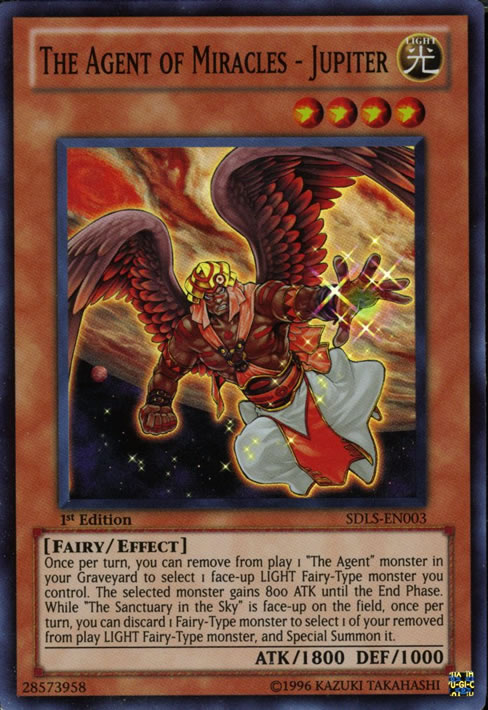 THE AGENT OF MIRACLES - JUPITER
LIGHT
光
1st Edition
SDLS-EN003
[FAIRY/EFFECT]
Once per turn, you can remove from play 1 "The Agent" monster in
your Graveyard to select 1 face-up LIGHT Fairy-Type monster you
control. The selected monster gains 800 ATK until the End Phase.
While "The Sanctuary in the Sky" is face-up on the field, once per
turn, you can discard 1 Fairy-Type monster to select 1 of your removed
from play LIGHT Fairy-Type monster, and Special Summon it.
ATK/1800 DEF/1000
28573958
©1996 KAZUKI TAKAHASHI